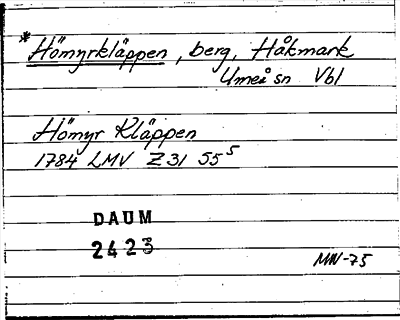 * Hömyrkläppen, berg, Håkmark
Umeå sn Vbl
Hömyr Kläppen
1784 LMV Z31 55⁵
DAUM
2423
MW-75